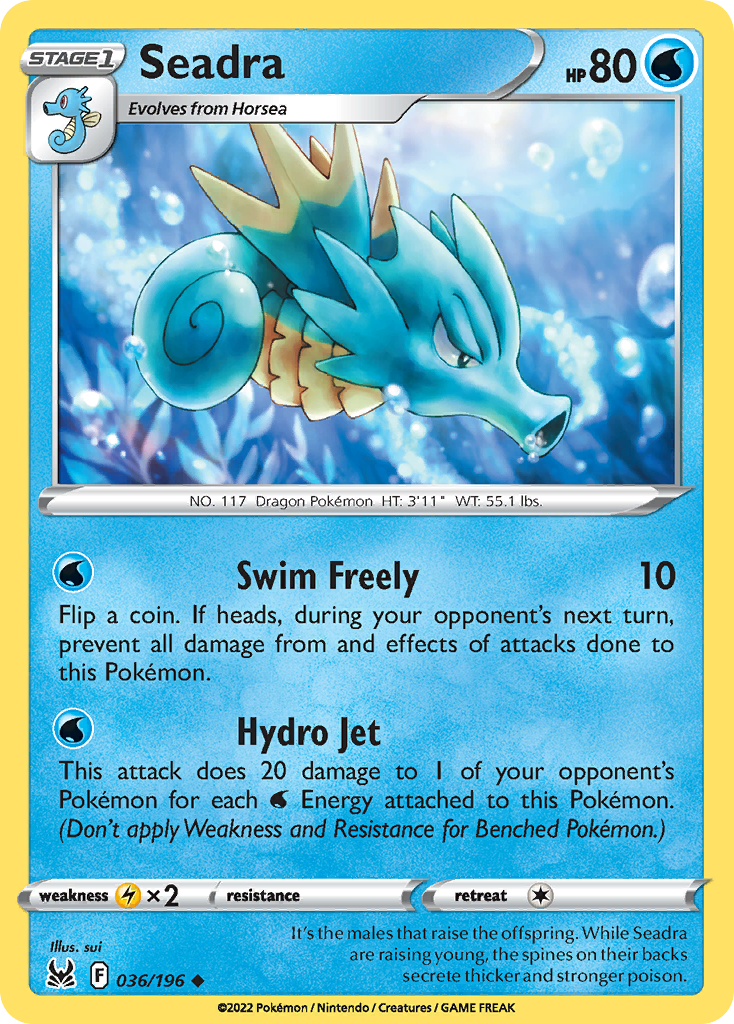 STAGE1
Seadra
HP80
Evolves from Horsea
NO. 117 Dragon Pokémon HT: 3'11" WT: 55.1 lbs.
Swim Freely 10
Flip a coin. If heads, during your opponent's next turn,
prevent all damage from and effects of attacks done to
this Pokémon.
Hydro Jet
This attack does 20 damage to 1 of your opponent's
Pokémon for each Energy attached to this Pokémon.
(Don't apply Weakness and Resistance for Benched Pokémon.)
weakness ×2 resistance retreat
It's the males that raise the offspring. While Seadra
are raising young, the spines on their backs
secrete thicker and stronger poison.
Illus. sui
F 036/196
©2022 Pokémon / Nintendo / Creatures / GAME FREAK